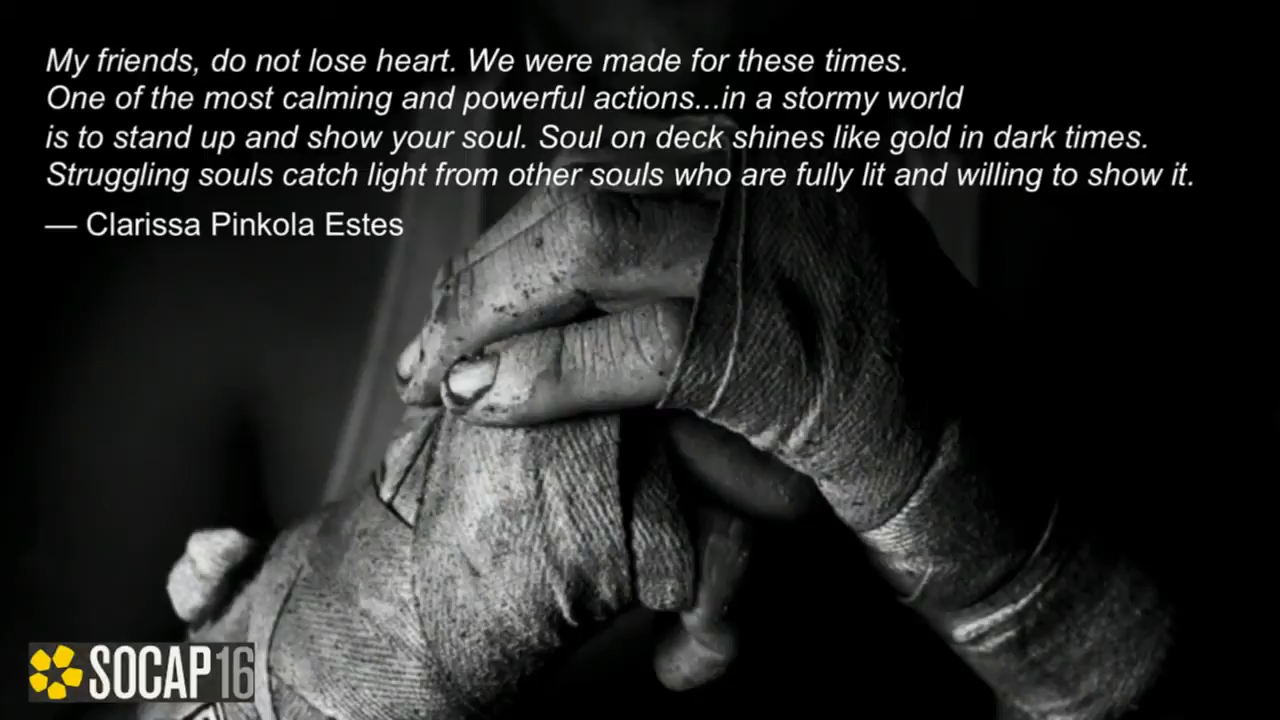 My friends, do not lose heart. We were made for these times.
One of the most calming and powerful actions...in a stormy world
is to stand up and show your soul. Soul on deck shines like gold in dark times.
Struggling souls catch light from other souls who are fully lit and willing to show it.
— Clarissa Pinkola Estes
SOCAP16